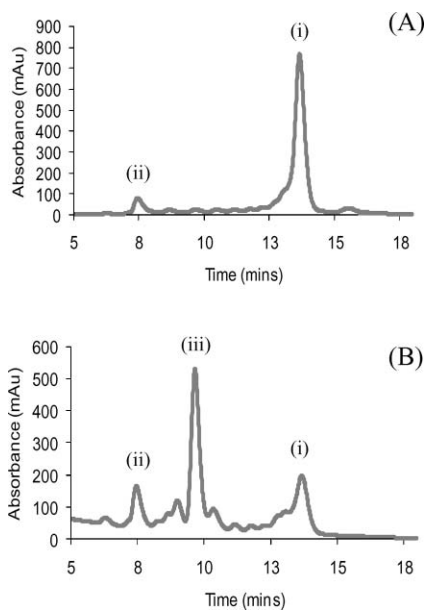 (A)
(i)
(ii)
900
800
700
600
500
400
300
200
100
0
Absorbance (mAu)
5 8 10 13 15 18
Time (mins)
(B)
(iii)
(ii)
(i)
600
500
400
300
200
100
0
Absorbance (mAu)
5 8 10 13 15 18
Time (mins)